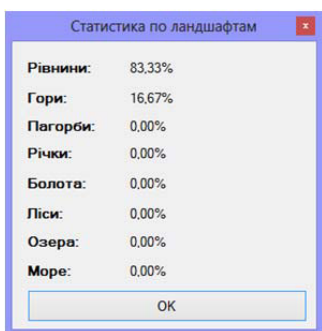 Статистика по ландшафтам
x
Рівнини: 83,33%
Гори: 16,67%
Пагорби: 0,00%
Річки: 0,00%
Болота: 0,00%
Ліси: 0,00%
Озера: 0,00%
Море: 0,00%
OK